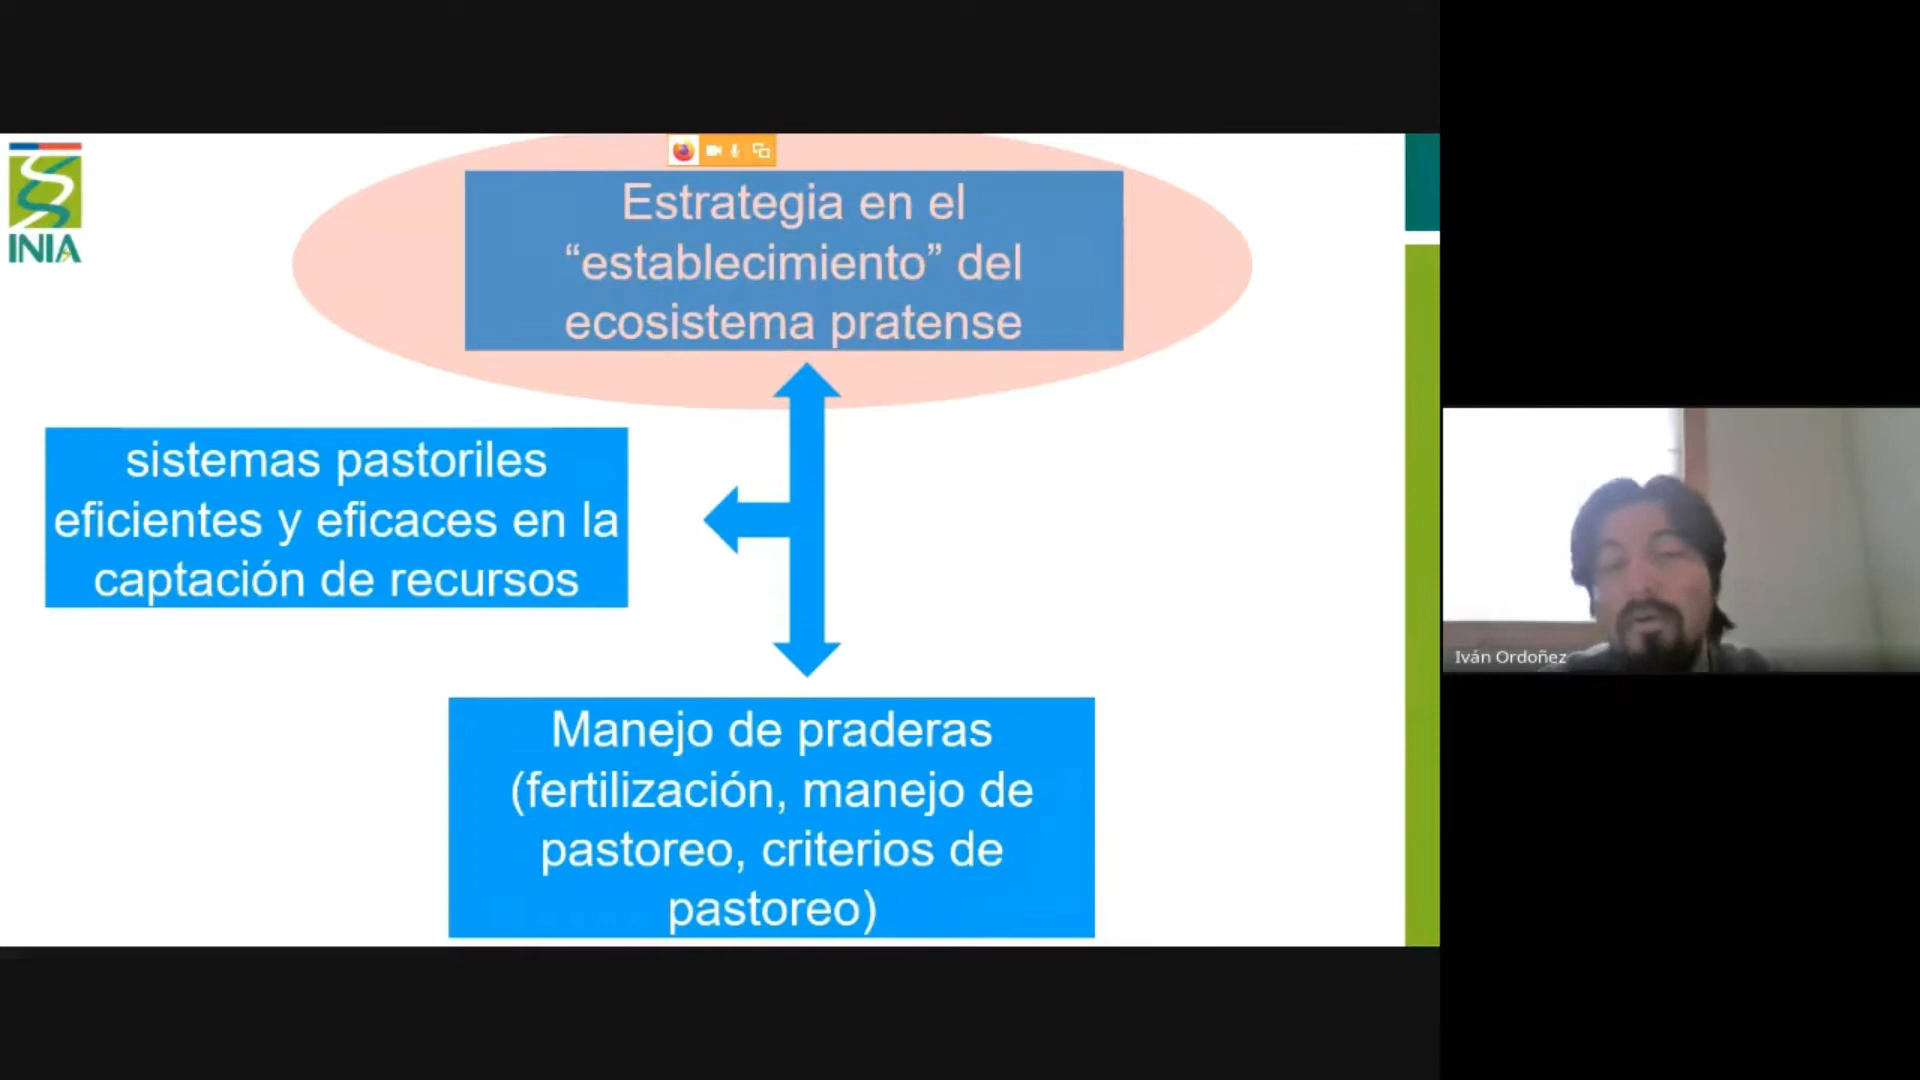 INIA
Estrategia en el
“establecimiento” del
ecosistema pratense
sistemas pastoriles
eficientes y eficaces en la
captación de recursos
Manejo de praderas
(fertilización, manejo de
pastoreo, criterios de
pastoreo)
Iván Ordoñez